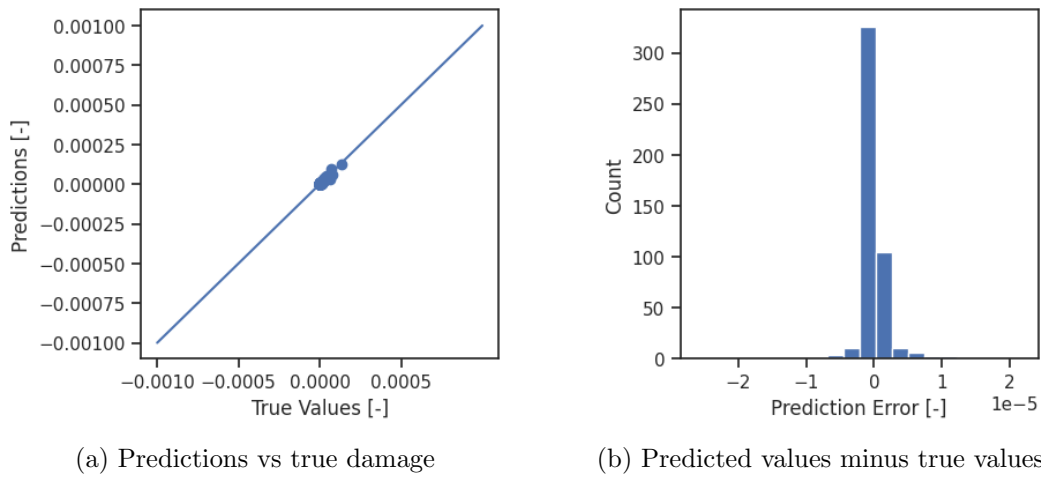 0.00100
0.00075
0.00050
0.00025
0.00000
−0.00025
−0.00050
−0.00075
−0.00100
Predictions [-]
−0.0010 −0.0005 0.0000 0.0005
True Values [-]
300
250
200
150
100
50
0
Count
−2 −1 0 1 2
1e−5
Prediction Error [-]
(a) Predictions vs true damage
(b) Predicted values minus true values